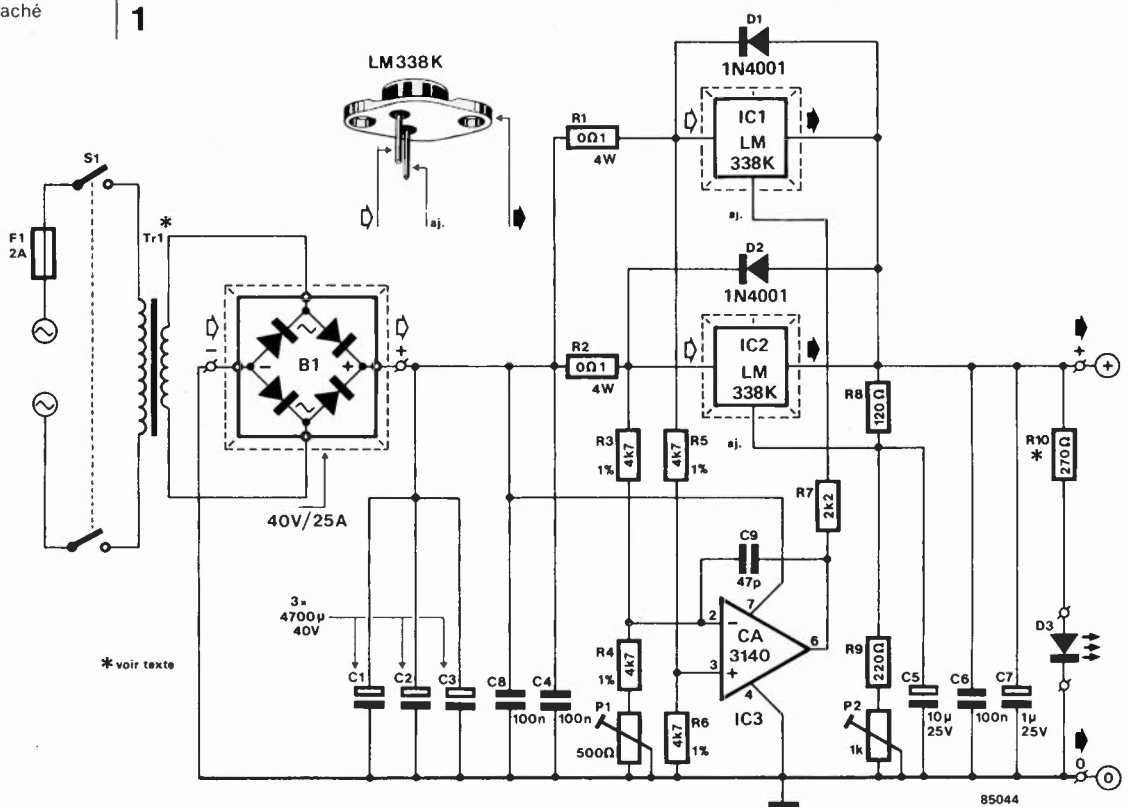 aché
1
LM338K
aj.
S1
F1
2A
Tr1
*
B1
−
+
−
+
40V/25A
3×
4700µ
40V
* voir texte
C1
C2
C3
C8
100n
C4
100n
R1
0Ω1
4W
R2
0Ω1
4W
D1
1N4001
IC1
LM
338K
aj.
D2
1N4001
IC2
LM
338K
aj.
R3
4k7
1%
R5
4k7
1%
R7
2k2
C9
47p
2
−
3
+
7
CA
3140
6
4
IC3
R4
4k7
1%
P1
500Ω
R6
4k7
1%
R8
120Ω
R9
220Ω
P2
1k
C5
10µ
25V
C6
100n
C7
1µ
25V
R10
*
270Ω
D3
+
+
0
0
85044